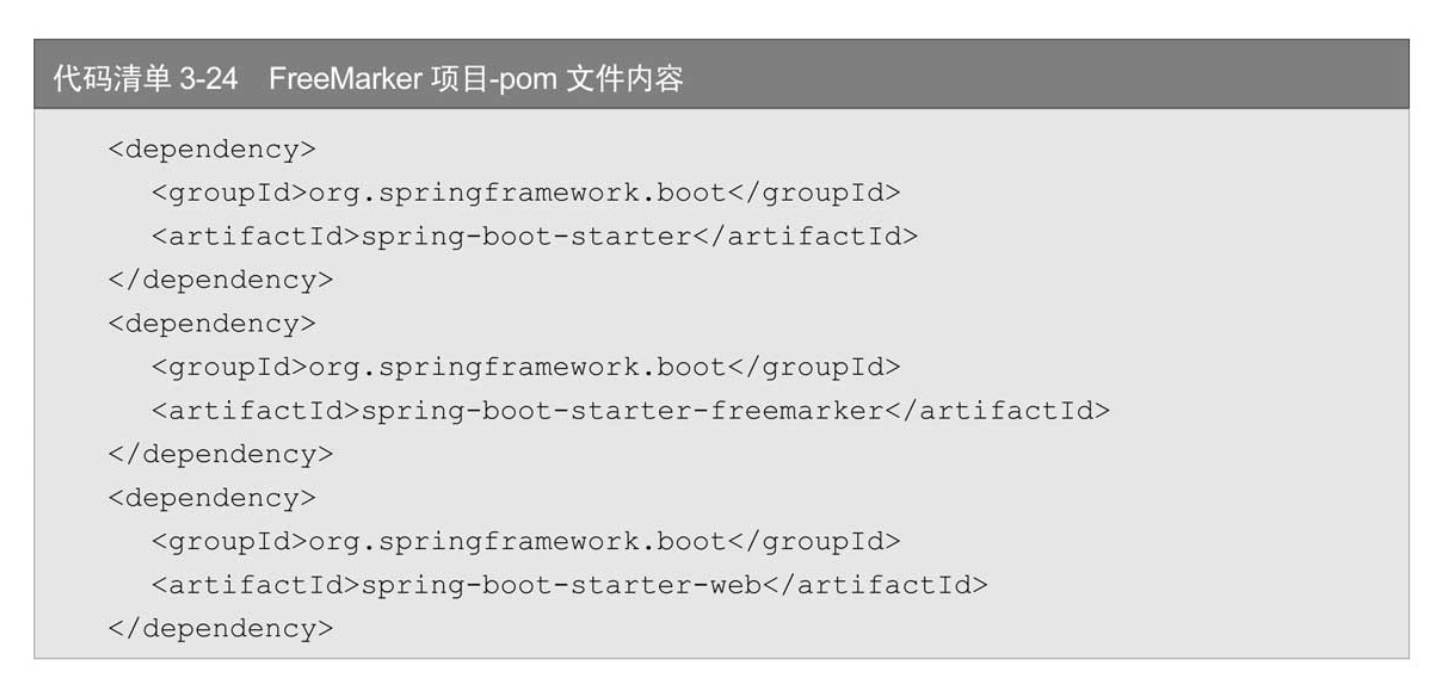 代码清单 3-24　FreeMarker 项目-pom 文件内容
<dependency>
<groupId>org.springframework.boot</groupId>
<artifactId>spring-boot-starter</artifactId>
</dependency>
<dependency>
<groupId>org.springframework.boot</groupId>
<artifactId>spring-boot-starter-freemarker</artifactId>
</dependency>
<dependency>
<groupId>org.springframework.boot</groupId>
<artifactId>spring-boot-starter-web</artifactId>
</dependency>